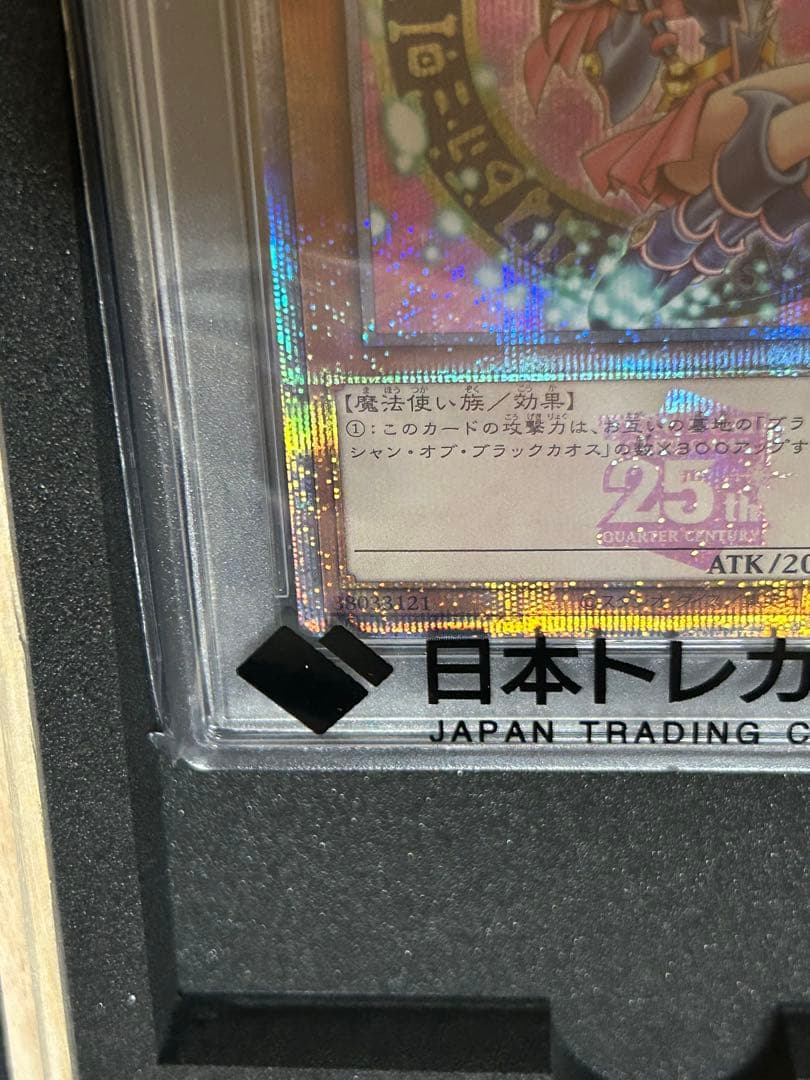 【魔法使い族／効果】
①：このカードの攻撃力は、お互いの墓地の「ブラ
シャン・オブ・ブラックカオス」の数×300アップす
25th
QUARTER CENTURY
ATK/20
38033121
日本トレカ
JAPAN TRADING C